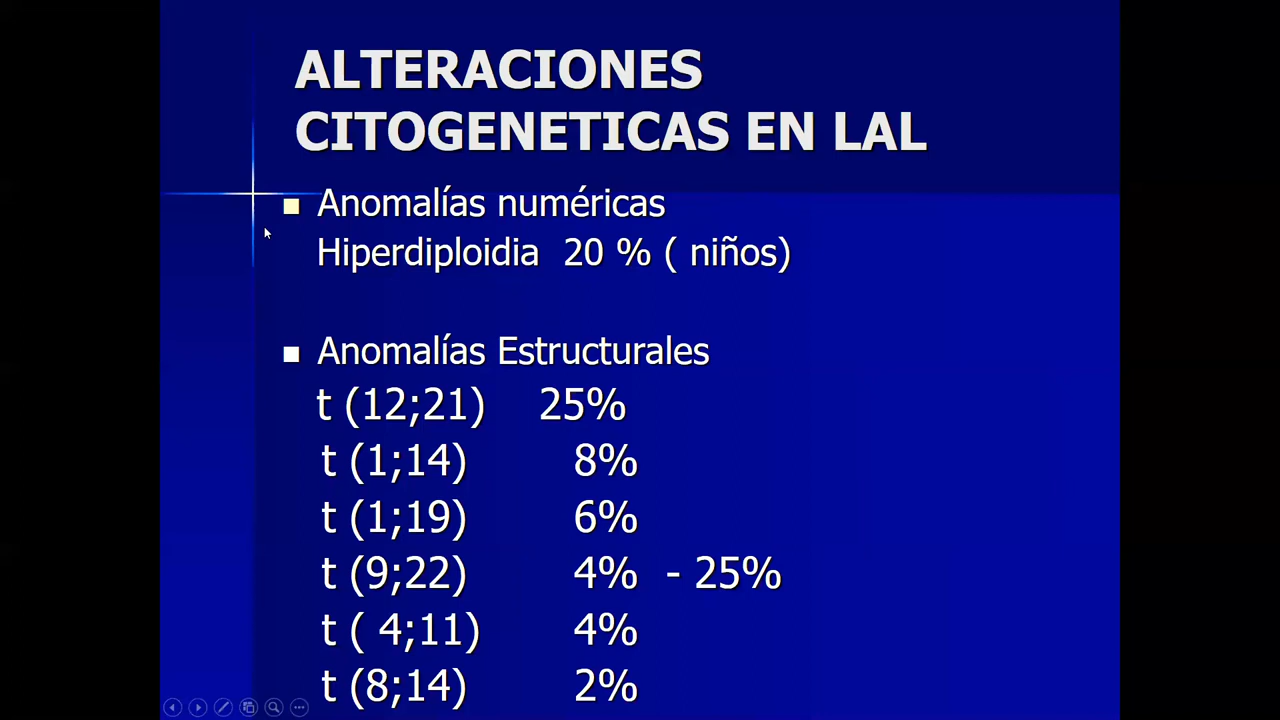 ALTERACIONES
CITOGENETICAS EN LAL
Anomalías numéricas
Hiperdiploidia 20 % ( niños)
Anomalías Estructurales
t (12;21) 25%
t (1;14) 8%
t (1;19) 6%
t (9;22) 4% - 25%
t ( 4;11) 4%
t (8;14) 2%